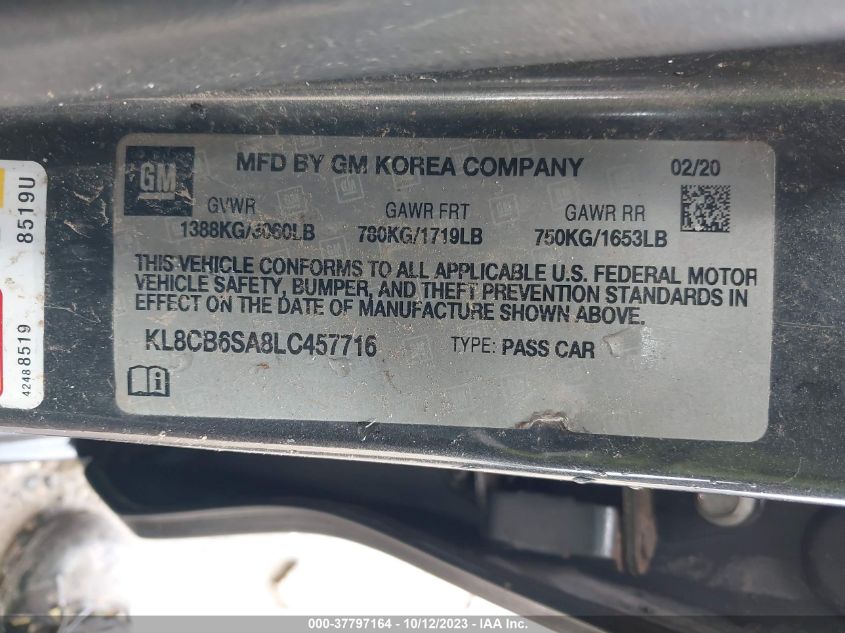 GM
MFD BY GM KOREA COMPANY
02/20
GVWR
GAWR FRT
GAWR RR
1388KG/3060LB
780KG/1719LB
750KG/1653LB
THIS VEHICLE CONFORMS TO ALL APPLICABLE U.S. FEDERAL MOTOR
VEHICLE SAFETY, BUMPER, AND THEFT PREVENTION STANDARDS IN
EFFECT ON THE DATE OF MANUFACTURE SHOWN ABOVE.
KL8CB6SA8LC457716
TYPE: PASS CAR
8519U
42488519
000-37797164 - 10/12/2023 - IAA Inc.